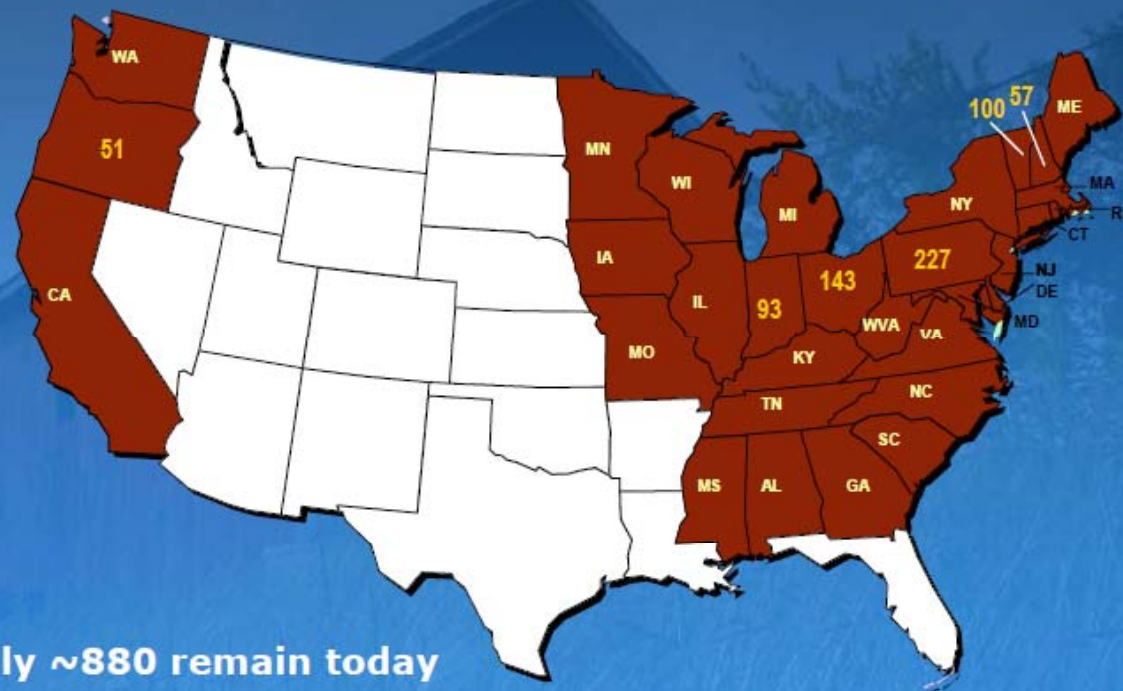 WA
ME
100 57
51
MN
WI
MI
NY
MA
R
CT
IA
227
NJ
CA
IL
93
143
DE
WVA
MD
MO
KY
VA
TN
NC
SC
MS
AL
GA
ly ~880 remain today